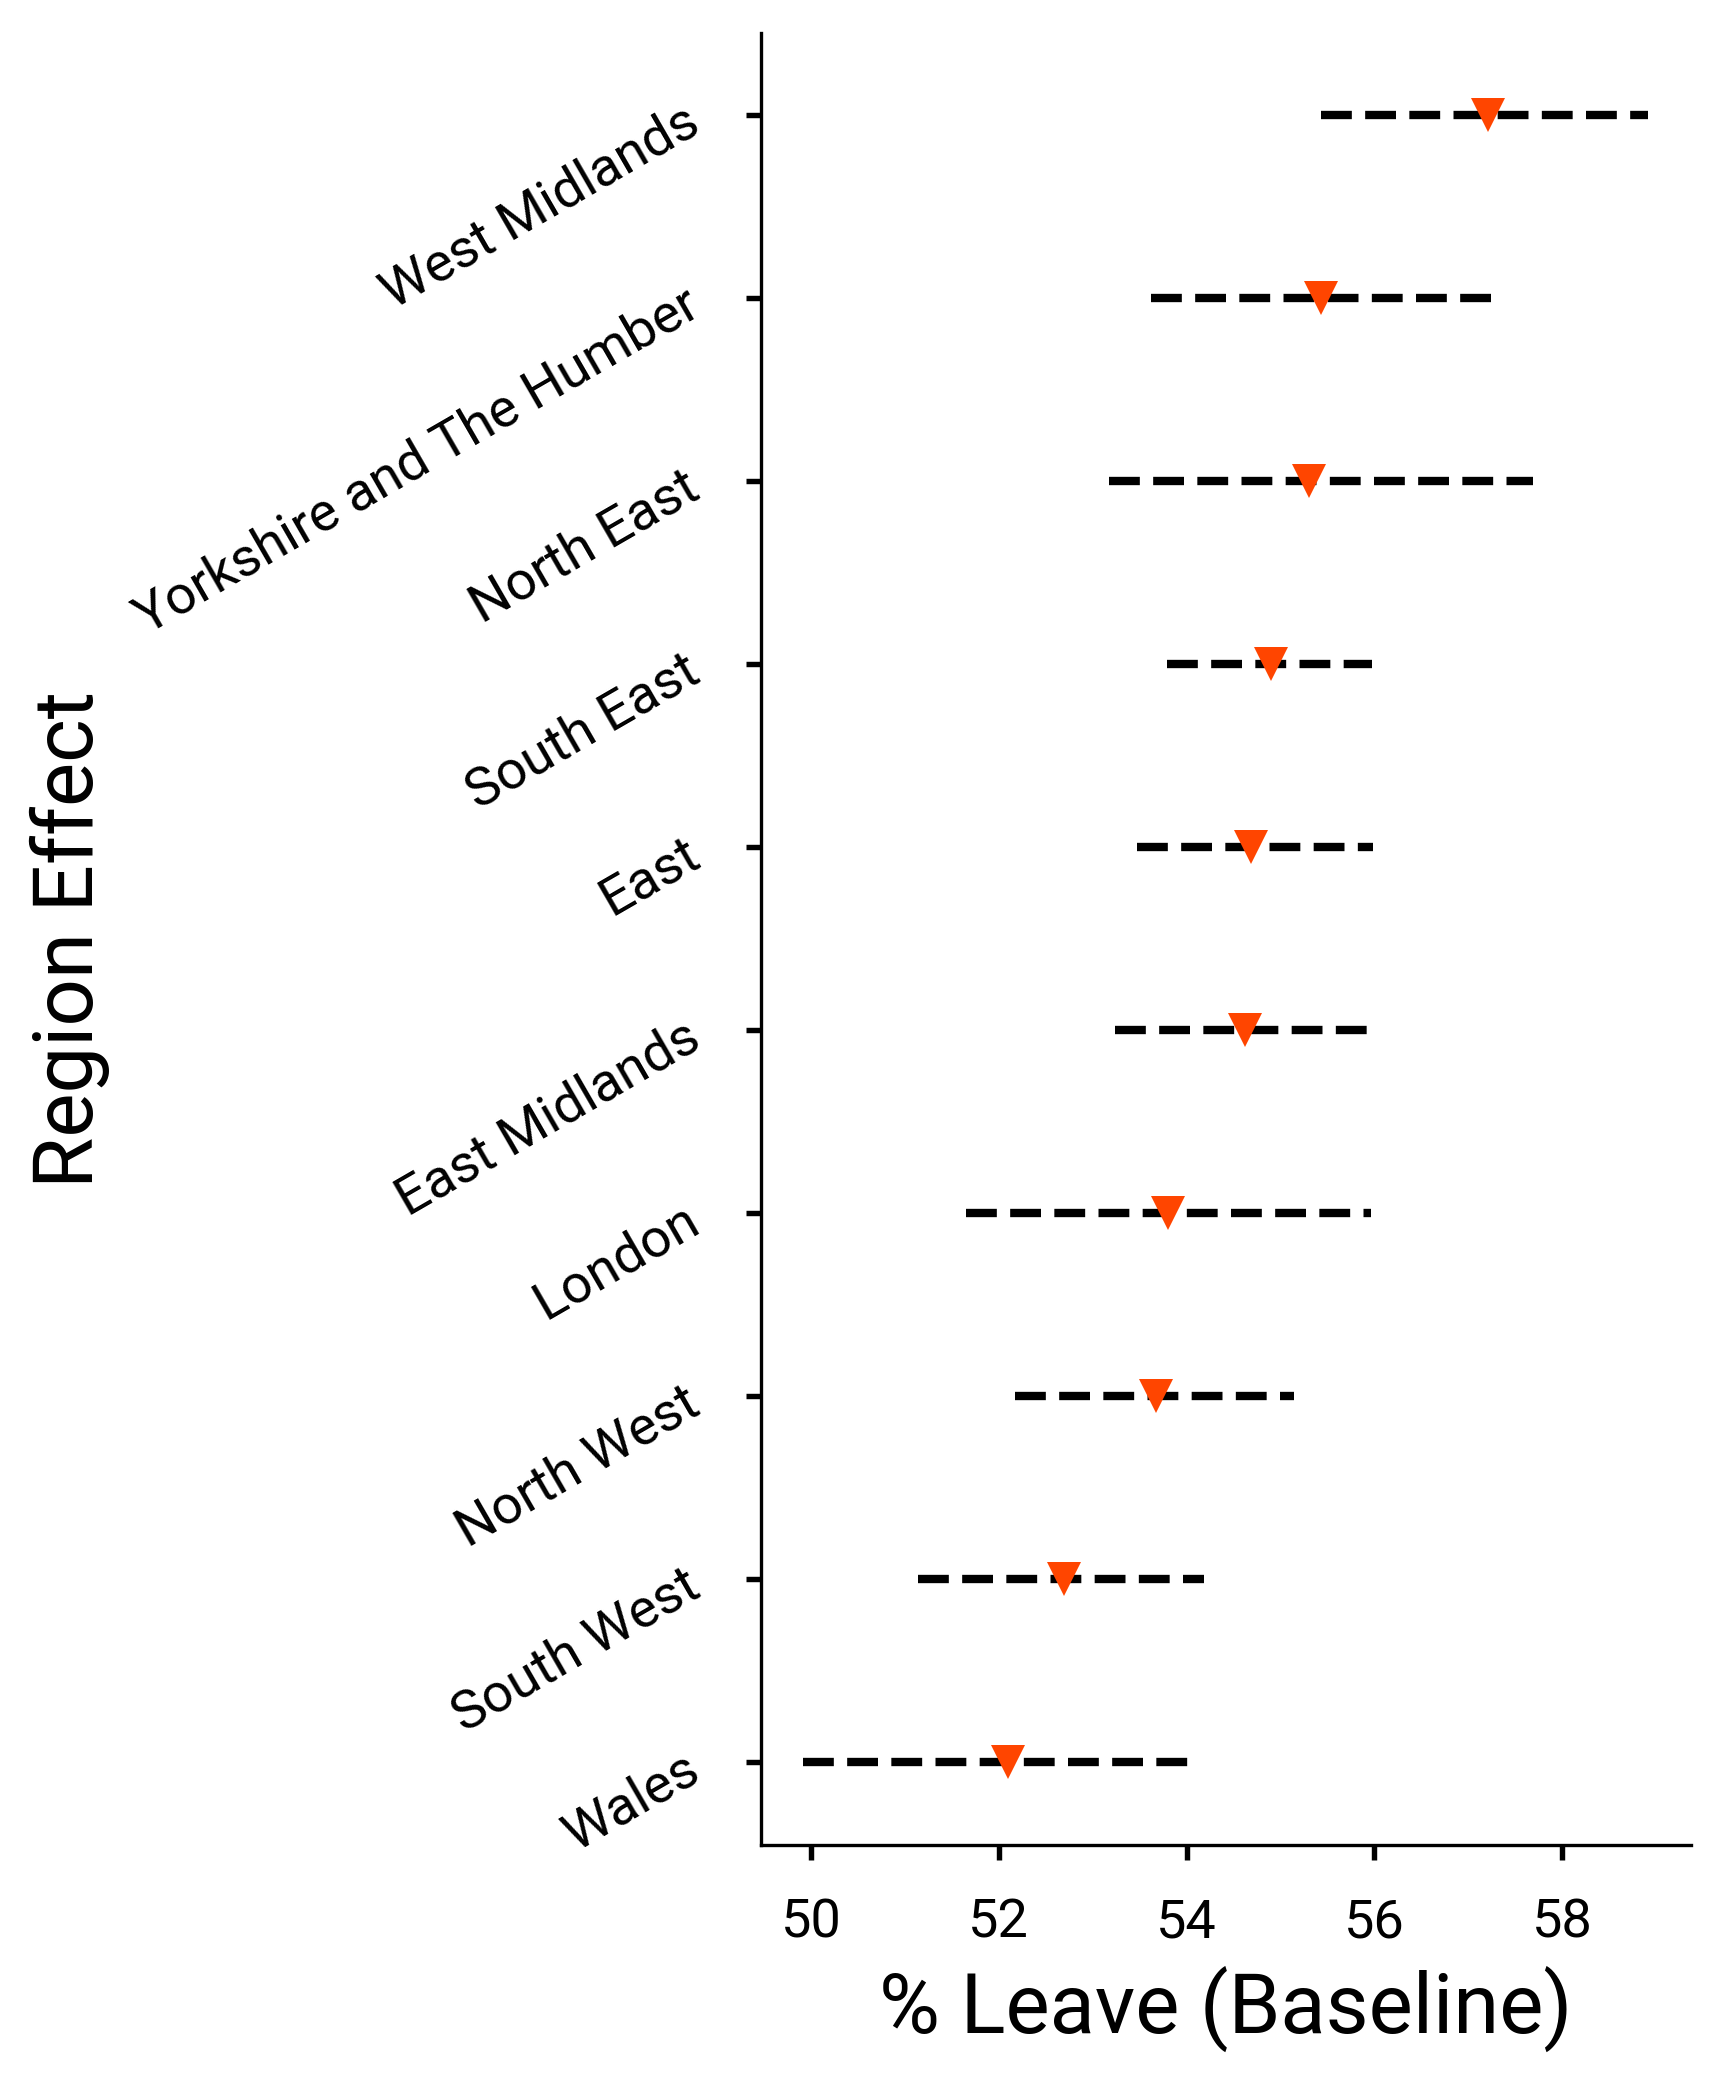 West Midlands
Yorkshire and The Humber
North East
South East
East
East Midlands
London
North West
South West
Wales
Region Effect
50 52 54 56 58
% Leave (Baseline)